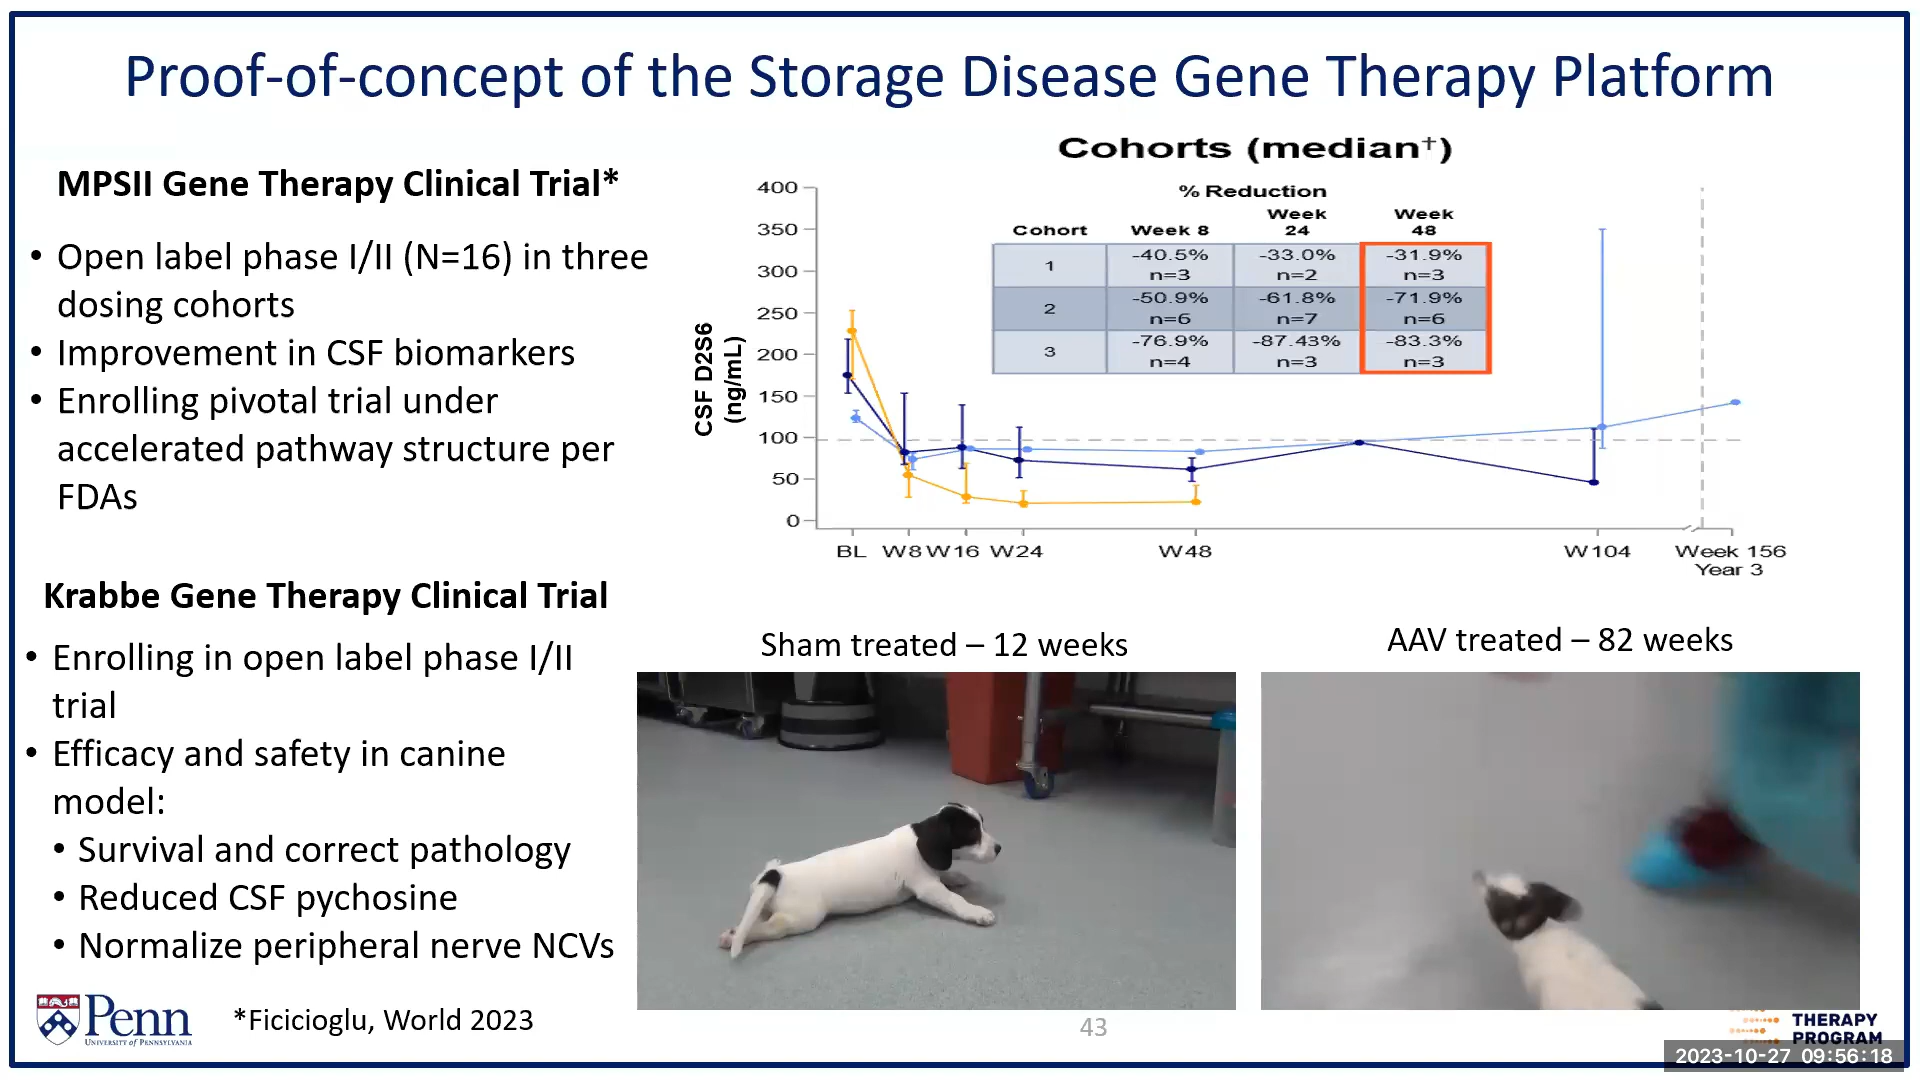 Proof-of-concept of the Storage Disease Gene Therapy Platform
MPSII Gene Therapy Clinical Trial*
• Open label phase I/II (N=16) in three
dosing cohorts
• Improvement in CSF biomarkers
• Enrolling pivotal trial under
accelerated pathway structure per
FDAs
Krabbe Gene Therapy Clinical Trial
• Enrolling in open label phase I/II
trial
• Efficacy and safety in canine
model:
• Survival and correct pathology
• Reduced CSF pychosine
• Normalize peripheral nerve NCVs
Penn
UNIVERSITY OF PENNSYLVANIA
*Ficicioglu, World 2023
Cohorts (median†)
CSF D2S6
(ng/mL)
400
350
300
250
200
150
100
50
0
% Reduction
Cohort Week 8 Week 24 Week 48
1 -40.5% n=3 -33.0% n=2 -31.9% n=3
2 -50.9% n=6 -61.8% n=7 -71.9% n=6
3 -76.9% n=4 -87.43% n=3 -83.3% n=3
BL W8 W16 W24 W48 W104 Week 156
Year 3
Sham treated – 12 weeks
AAV treated – 82 weeks
43
THERAPY
PROGRAM
2023-10-27 09:56:18